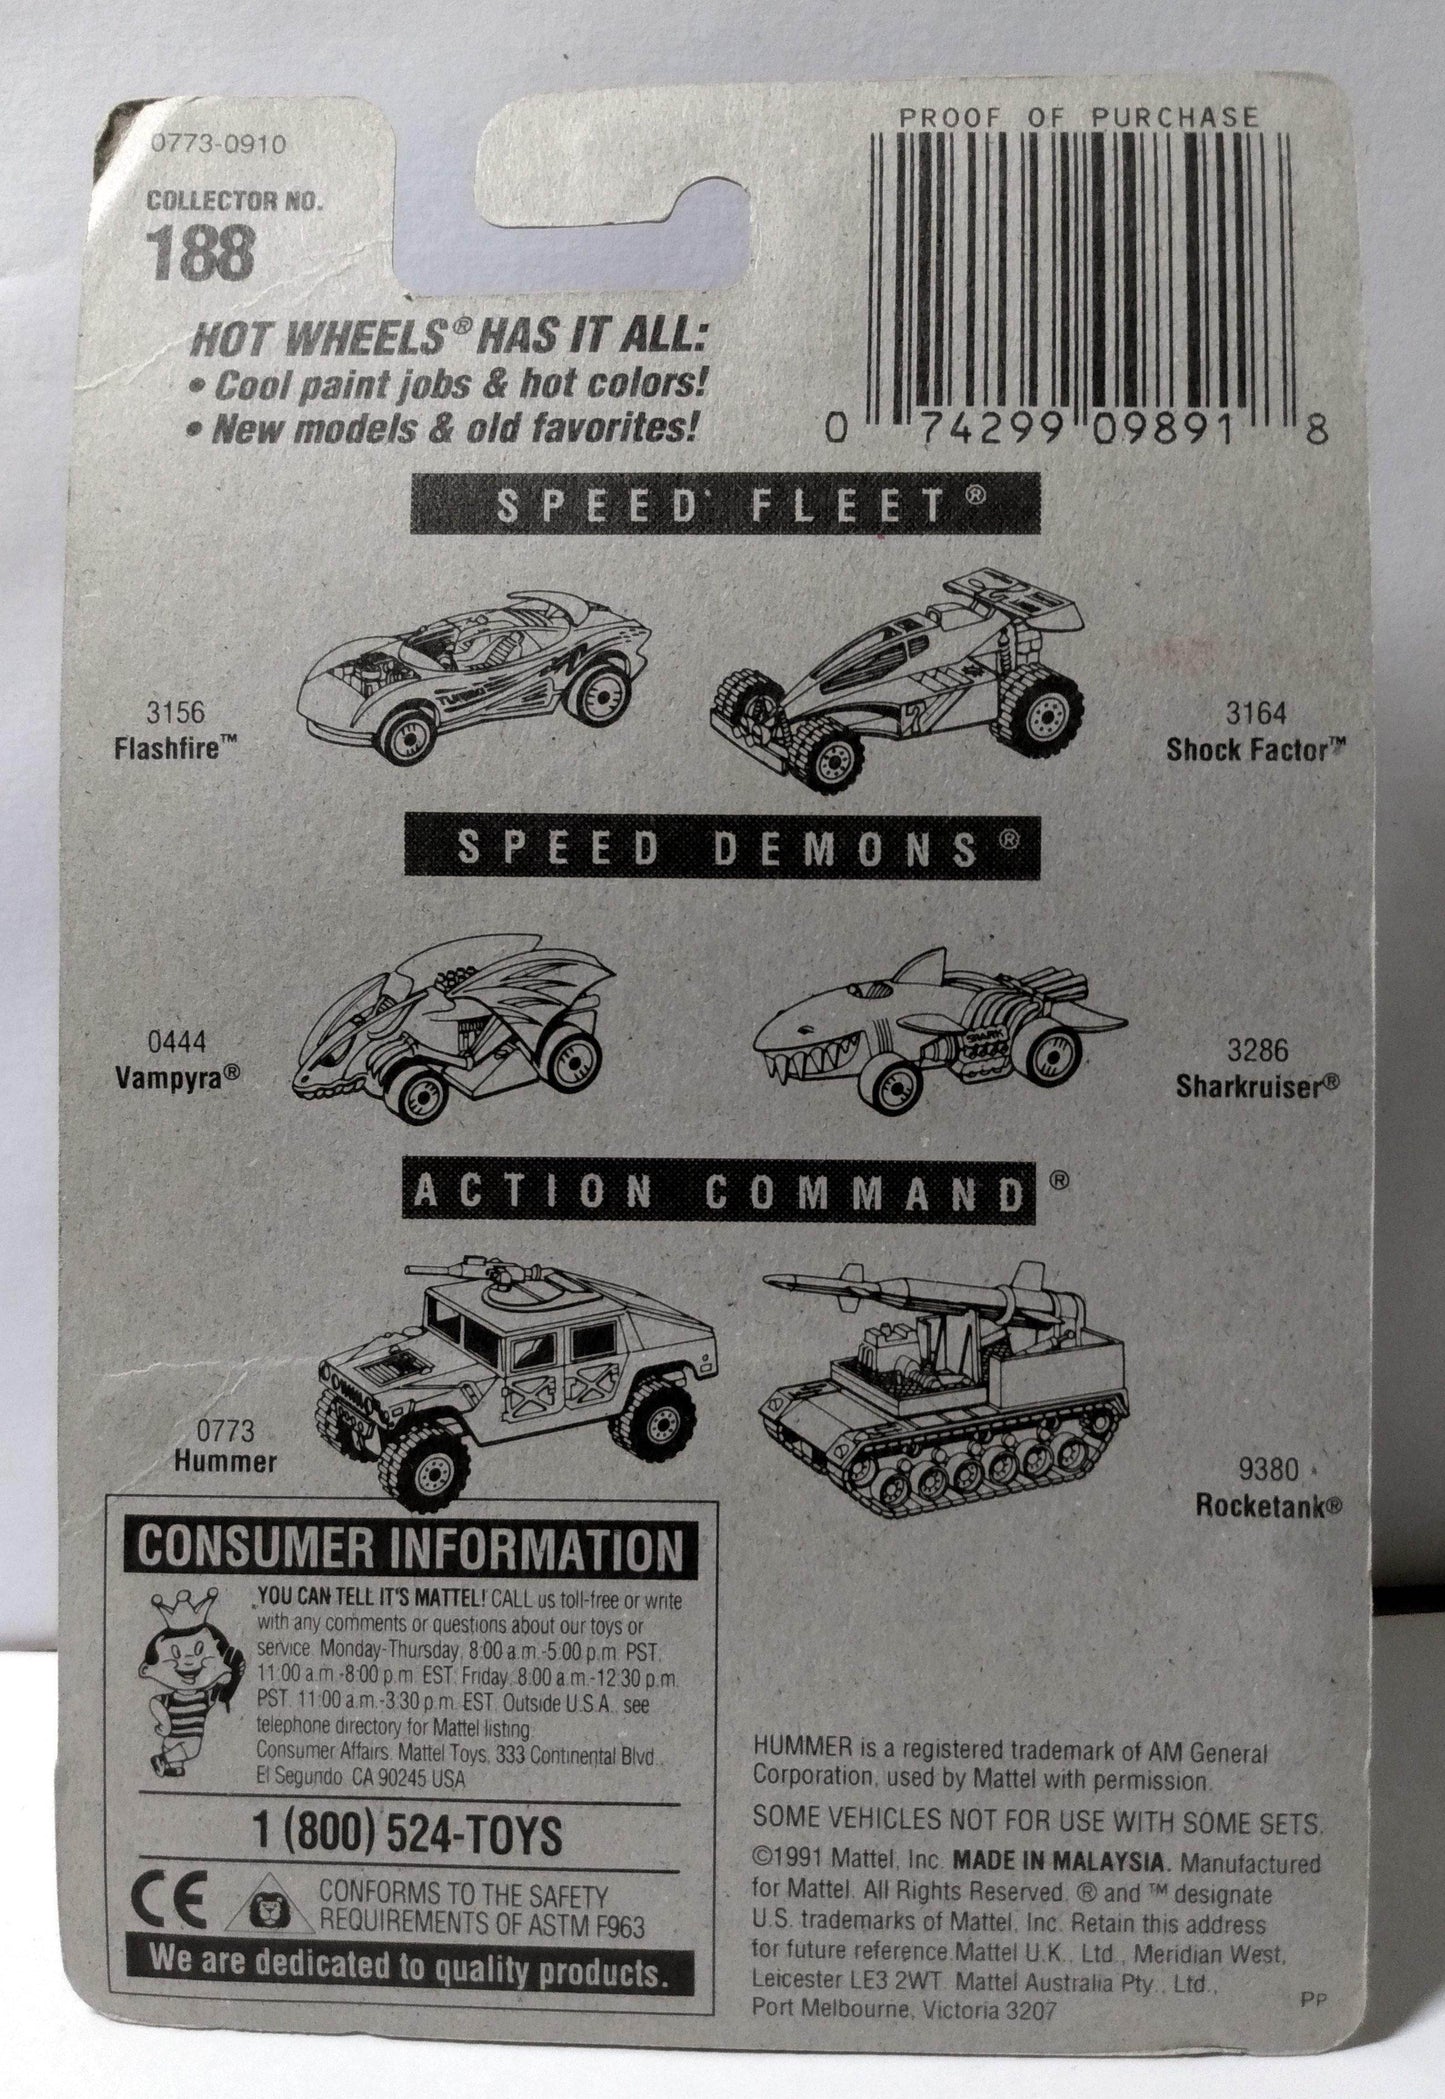 0773-0910
COLLECTOR NO.
188
PROOF OF PURCHASE
0 74299 09891 8
HOT WHEELS® HAS IT ALL:
• Cool paint jobs & hot colors!
• New models & old favorites!
SPEED FLEET®
TURBO
7
3156
Flashfire™
3164
Shock Factor™
SPEED DEMONS®
SHARK
0444
Vampyra®
3286
Sharkruiser®
ACTION COMMAND®
0773
Hummer
9380
Rocketank®
CONSUMER INFORMATION
YOU CAN TELL IT'S MATTEL! CALL us toll-free or write
with any comments or questions about our toys or
service. Monday-Thursday, 8:00 a.m.-5:00 p.m. PST,
11:00 a.m.-8:00 p.m. EST. Friday, 8:00 a.m.-12:30 p.m.
PST. 11:00 a.m.-3:30 p.m. EST. Outside U.S.A., see
telephone directory for Mattel listing.
Consumer Affairs, Mattel Toys, 333 Continental Blvd.,
El Segundo, CA 90245 USA
1 (800) 524-TOYS
CE
CONFORMS TO THE SAFETY
REQUIREMENTS OF ASTM F963
We are dedicated to quality products.
HUMMER is a registered trademark of AM General
Corporation, used by Mattel with permission.
SOME VEHICLES NOT FOR USE WITH SOME SETS.
©1991 Mattel, Inc. MADE IN MALAYSIA. Manufactured
for Mattel. All Rights Reserved. ® and ™ designate
U.S. trademarks of Mattel, Inc. Retain this address
for future reference. Mattel U.K., Ltd., Meridian West,
Leicester LE3 2WT. Mattel Australia Pty., Ltd.,
Port Melbourne, Victoria 3207
PP